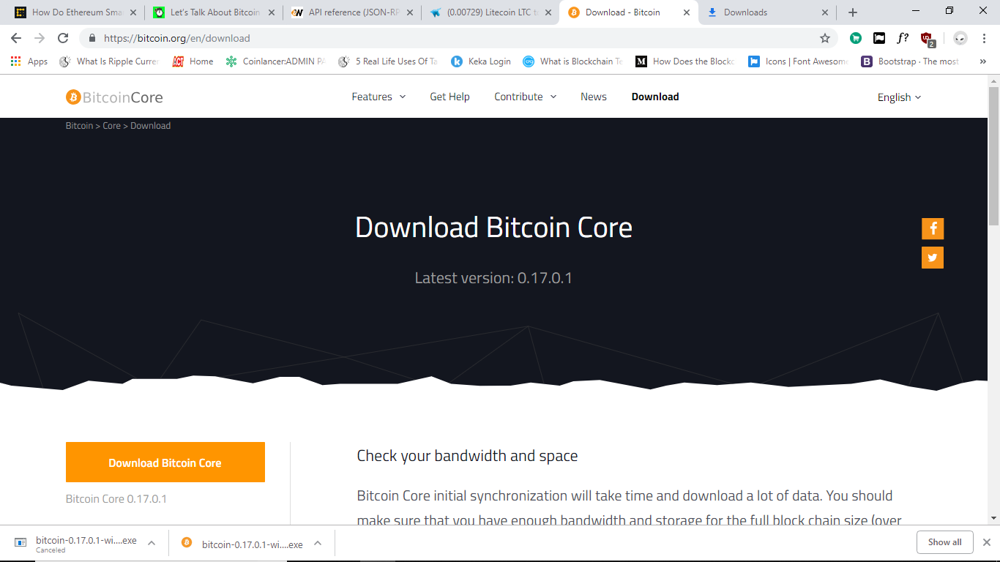 How Do Ethereum Sma
Let's Talk About Bitcoin
API reference (JSON-RP
(0.00729) Litecoin LTC to
Download - Bitcoin
Downloads
https://bitcoin.org/en/download
f?
2
Apps
What Is Ripple Curre
Home
Coinlancer:ADMIN PA
5 Real Life Uses Of Ta
Keka Login
What is Blockchain Te
How Does the Blockc
Icons | Font Awesome
Bootstrap · The most
»
BitcoinCore
Features
Get Help
Contribute
News
Download
English
Bitcoin > Core > Download
Download Bitcoin Core
Latest version: 0.17.0.1
Download Bitcoin Core
Bitcoin Core 0.17.0.1
Check your bandwidth and space
Bitcoin Core initial synchronization will take time and download a lot of data. You should
make sure that you have enough bandwidth and storage for the full block chain size (over
bitcoin-0.17.0.1-wi....exe
Canceled
bitcoin-0.17.0.1-wi....exe
Show all